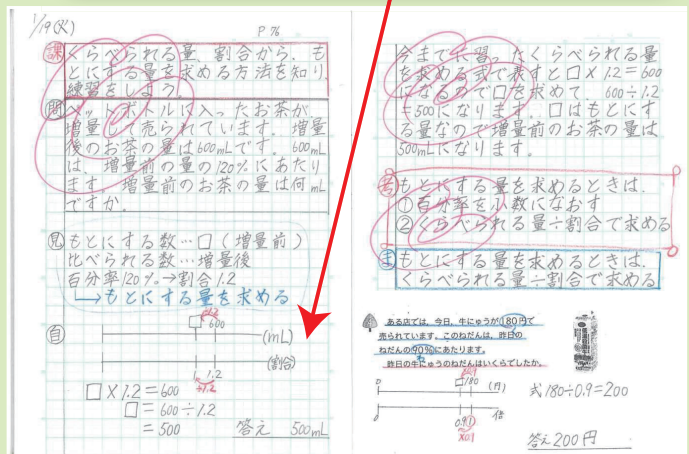 1/19(火)
P76
課 くらべられる量、割合から、も
とにする量を求める方法を知り、
練習をしよう。
問 ペットボトルに入ったお茶が、
増量して売られています。増量
後のお茶の量は600mLです。600mL
は、増量前の量の120%にあたり
ます。増量前のお茶の量は何mL
ですか。
見 もとにする数…□(増量前)
比べられる数…増量後
百分率120%→割合1.2
→もとにする量を求める
自
□ 600
(mL)
(割合)
1 1.2
÷1.2
□×1.2=600
□=600÷1.2
=500 答え 500mL
今までに習ったくらべられる量
を求める式で表すと□×1.2=600
になるので□を求めて 600÷1.2
=500になります。□はもとにす
る量なので増量前のお茶の量は
500mLになります。
考 もとにする量を求めるときは、
①百分率を小数になおす
②くらべられる量÷割合で求める
ま もとにする量を求めるときは、
くらべられる量÷割合で求める
ある店では、今日、牛にゅうが180円で
売られています。このねだんは、昨日の
ねだんの90%にあたります。
昨日の牛にゅうのねだんはいくらでしたか。
0 □180 (円)
0 0.9 1 倍
式180÷0.9=200
答え200円